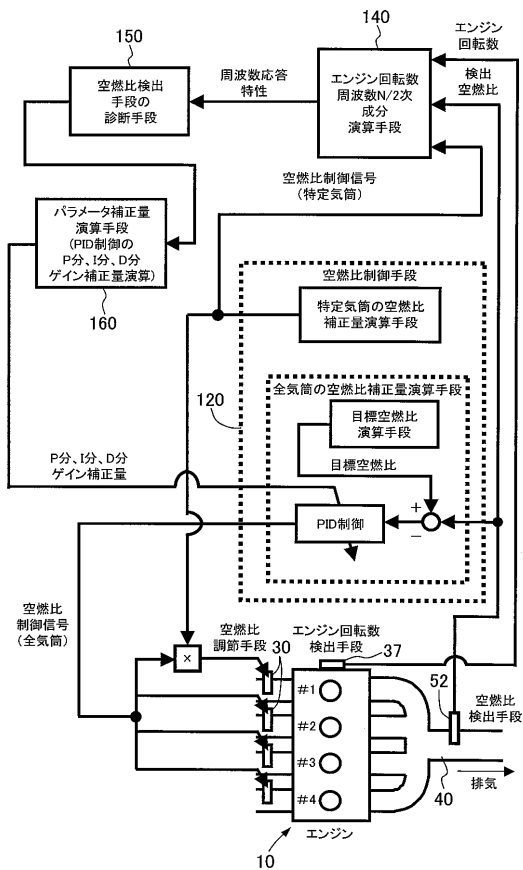 150
空燃比検出
手段の
診断手段
周波数応答
特性
140
エンジン回転数
周波数N/2次
成分
演算手段
エンジン
回転数
検出
空燃比
空燃比制御信号
(特定気筒)
パラメータ補正量
演算手段
(PID制御の
P分、I分、D分
ゲイン補正量演算)
160
空燃比制御手段
特定気筒の空燃比
補正量演算手段
120
全気筒の空燃比補正量演算手段
目標空燃比
演算手段
目標空燃比
P分、I分、D分
ゲイン補正量
PID制御
+
−
空燃比
制御信号
(全気筒)
×
空燃比
調節手段
30
エンジン回転数
検出手段
37
52
空燃比
検出手段
#1
#2
#3
#4
40
排気
10
エンジン